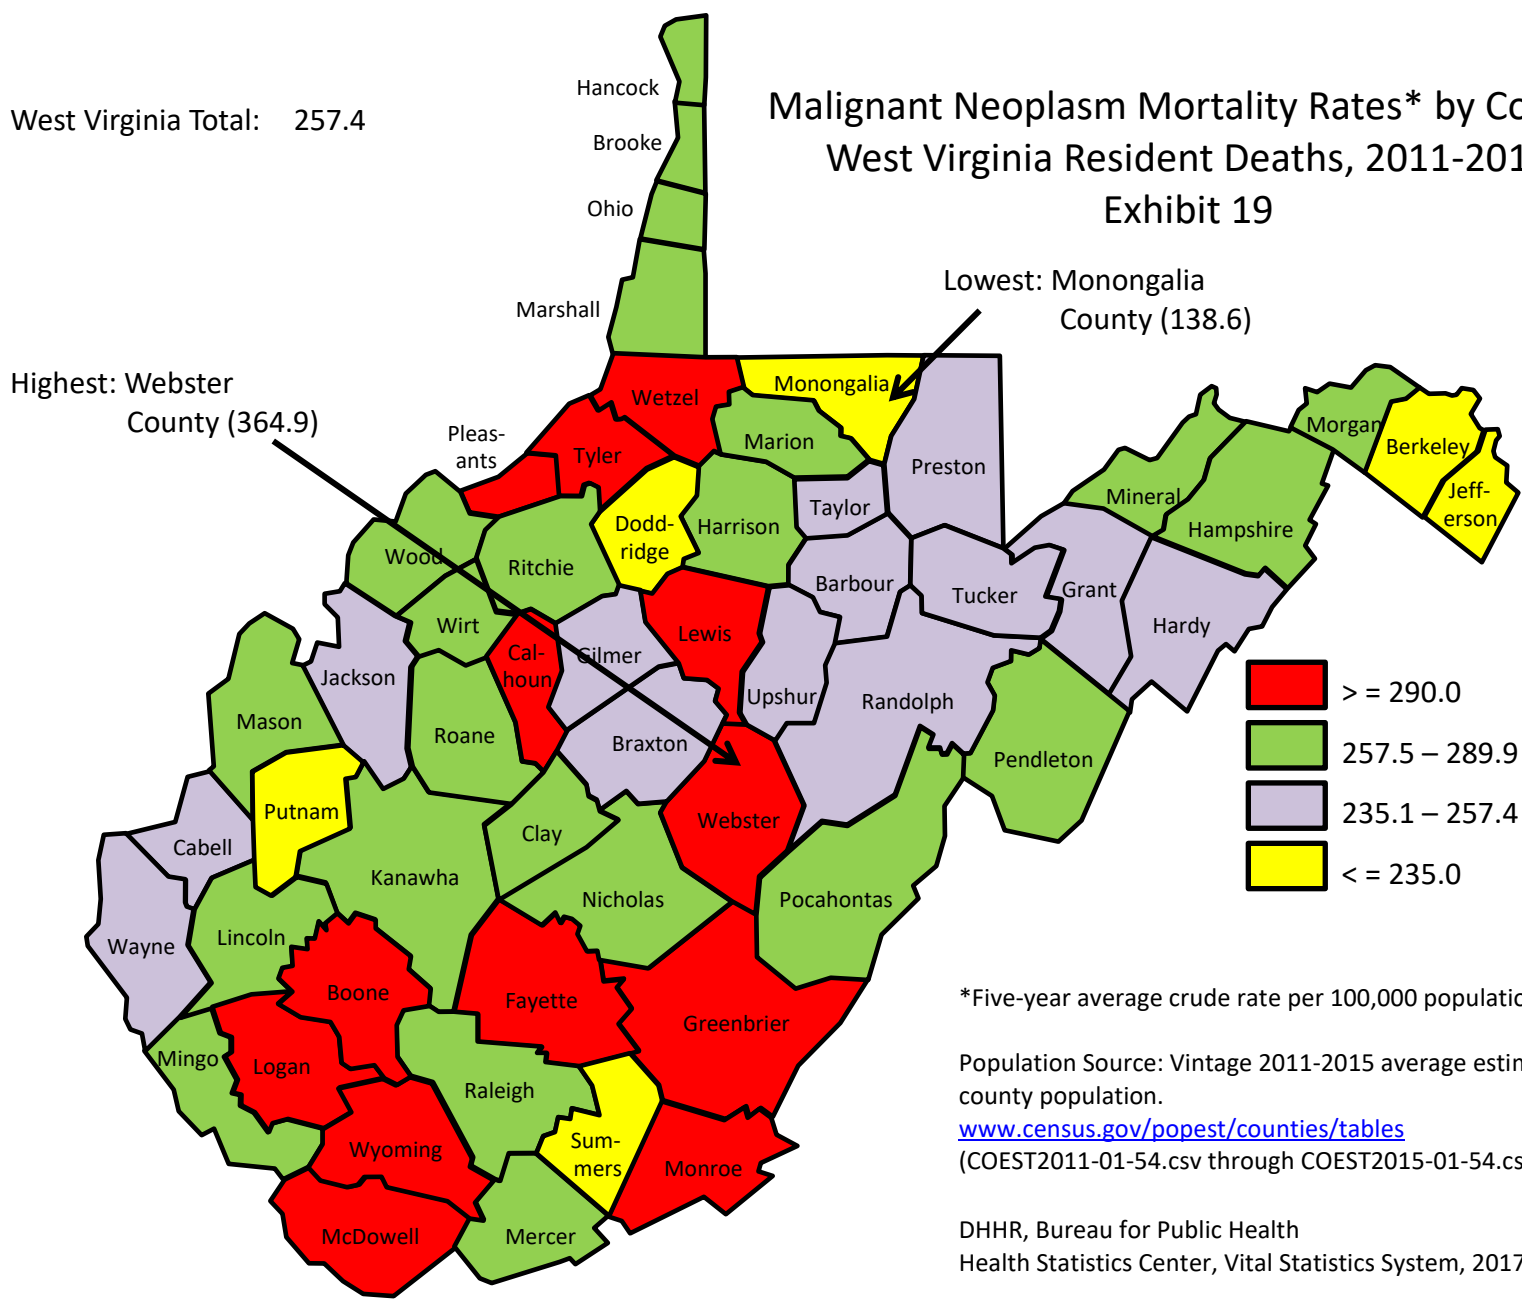 West Virginia Total: 257.4
Malignant Neoplasm Mortality Rates* by Co
West Virginia Resident Deaths, 2011-201
Exhibit 19
Lowest: Monongalia
County (138.6)
Highest: Webster
County (364.9)
Hancock
Brooke
Ohio
Marshall
Wetzel
Monongalia
Marion
Pleas-
ants
Tyler
Preston
Morgan
Berkeley
Jeff-
erson
Mineral
Hampshire
Taylor
Dodd-
ridge
Harrison
Wood
Ritchie
Barbour
Tucker
Grant
Hardy
Wirt
Lewis
Cal-
houn
Gilmer
Jackson
Upshur
Randolph
Mason
Roane
Braxton
Pendleton
Putnam
Clay
Webster
Cabell
Kanawha
Nicholas
Pocahontas
Wayne
Lincoln
Boone
Fayette
Greenbrier
Mingo
Logan
Raleigh
Wyoming
Sum-
mers
Monroe
McDowell
Mercer
> = 290.0
257.5 – 289.9
235.1 – 257.4
< = 235.0
*Five-year average crude rate per 100,000 populatio
Population Source: Vintage 2011-2015 average estim
county population.
www.census.gov/popest/counties/tables
(COEST2011-01-54.csv through COEST2015-01-54.cs
DHHR, Bureau for Public Health
Health Statistics Center, Vital Statistics System, 2017